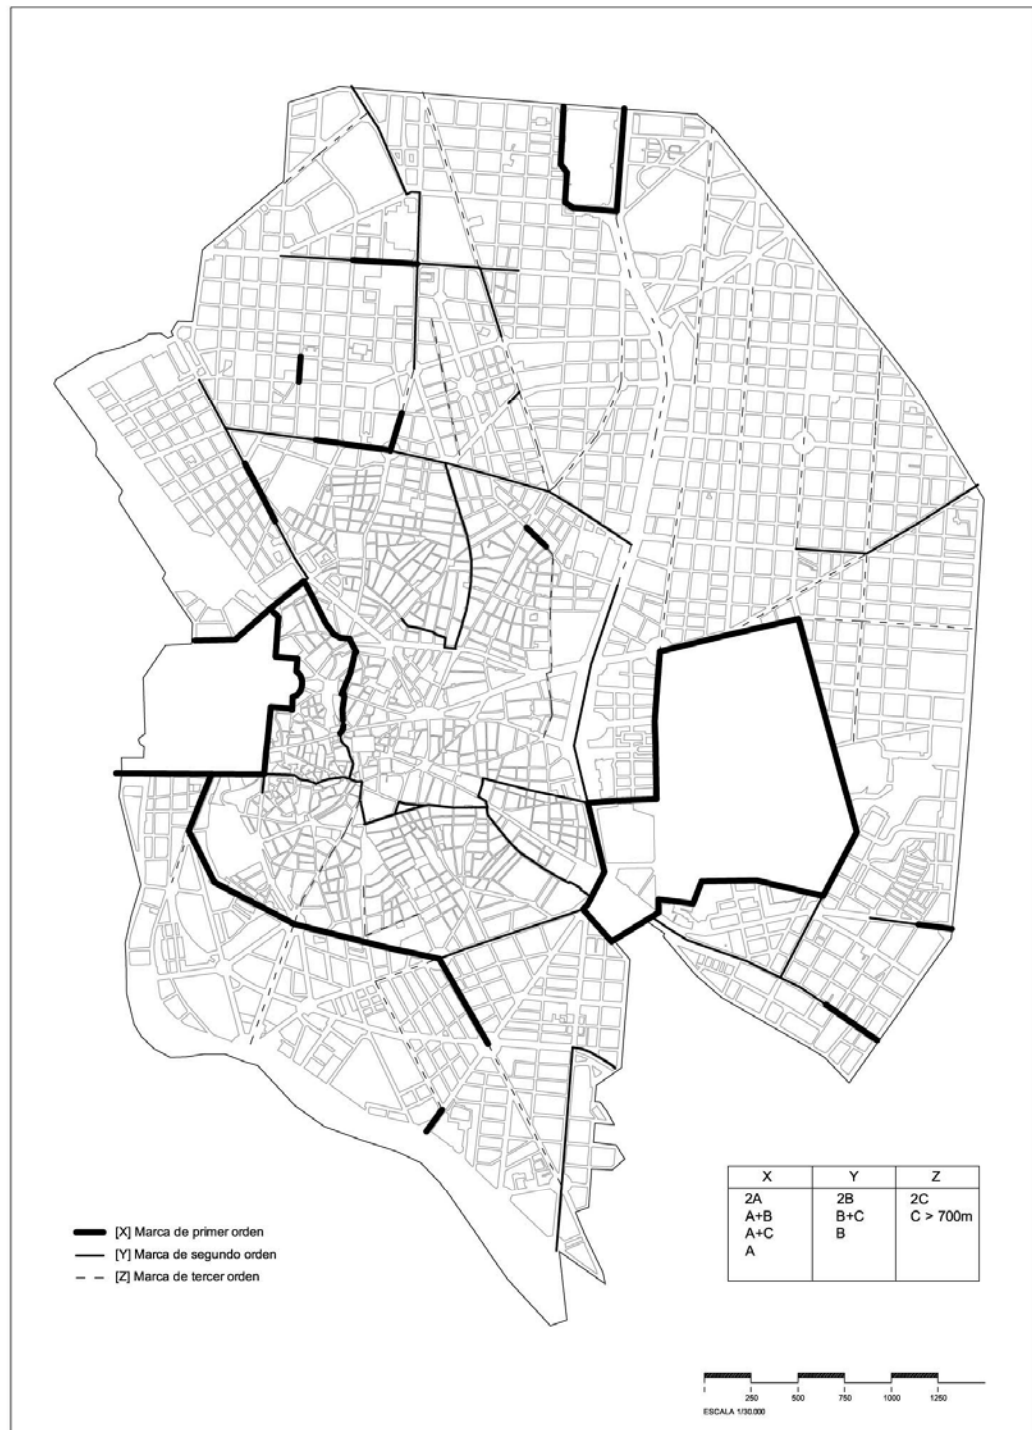 [X] Marca de primer orden
[Y] Marca de segundo orden
[Z] Marca de tercer orden
X Y Z
2A 2B 2C
A+B B+C C > 700m
A+C B
A
250 500 750 1000 1250
ESCALA 1/30.000